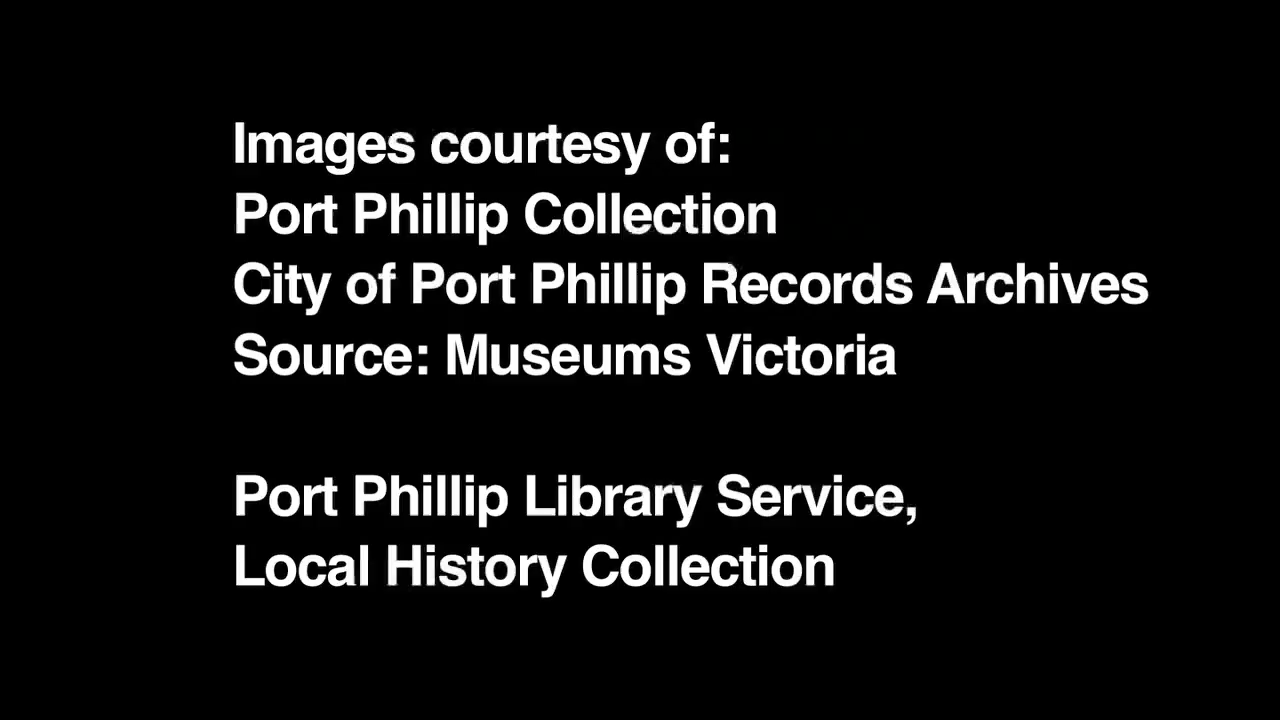 Images courtesy of:
Port Phillip Collection
City of Port Phillip Records Archives
Source: Museums Victoria
Port Phillip Library Service,
Local History Collection